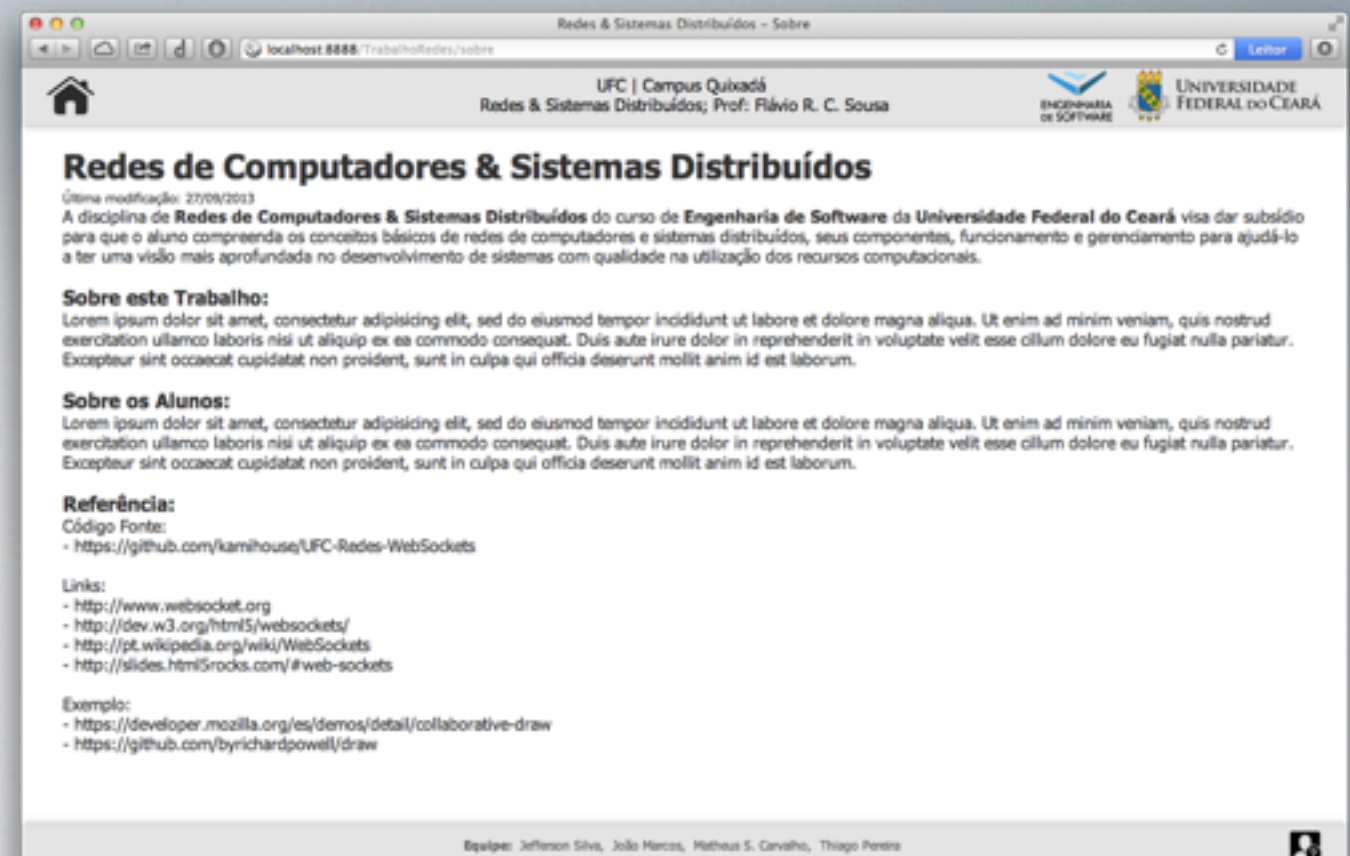 Redes & Sistemas Distribuídos – Sobre
localhost:8888/TrabalhoRedes/sobre
Leitor
UFC | Campus Quixadá
Redes & Sistemas Distribuídos; Prof: Flávio R. C. Sousa
ENGENHARIA
DE SOFTWARE
UNIVERSIDADE
FEDERAL DO CEARÁ
Redes de Computadores & Sistemas Distribuídos
Última modificação: 27/09/2013
A disciplina de Redes de Computadores & Sistemas Distribuídos do curso de Engenharia de Software da Universidade Federal do Ceará visa dar subsídio
para que o aluno compreenda os conceitos básicos de redes de computadores e sistemas distribuídos, seus componentes, funcionamento e gerenciamento para ajudá-lo
a ter uma visão mais aprofundada no desenvolvimento de sistemas com qualidade na utilização dos recursos computacionais.
Sobre este Trabalho:
Lorem ipsum dolor sit amet, consectetur adipisicing elit, sed do eiusmod tempor incididunt ut labore et dolore magna aliqua. Ut enim ad minim veniam, quis nostrud
exercitation ullamco laboris nisi ut aliquip ex ea commodo consequat. Duis aute irure dolor in reprehenderit in voluptate velit esse cillum dolore eu fugiat nulla pariatur.
Excepteur sint occaecat cupidatat non proident, sunt in culpa qui officia deserunt mollit anim id est laborum.
Sobre os Alunos:
Lorem ipsum dolor sit amet, consectetur adipisicing elit, sed do eiusmod tempor incididunt ut labore et dolore magna aliqua. Ut enim ad minim veniam, quis nostrud
exercitation ullamco laboris nisi ut aliquip ex ea commodo consequat. Duis aute irure dolor in reprehenderit in voluptate velit esse cillum dolore eu fugiat nulla pariatur.
Excepteur sint occaecat cupidatat non proident, sunt in culpa qui officia deserunt mollit anim id est laborum.
Referência:
Código Fonte:
- https://github.com/kamihouse/UFC-Redes-WebSockets
Links:
- http://www.websocket.org
- http://dev.w3.org/html5/websockets/
- http://pt.wikipedia.org/wiki/WebSockets
- http://slides.html5rocks.com/#web-sockets
Exemplo:
- https://developer.mozilla.org/es/demos/detail/collaborative-draw
- https://github.com/byrichardpowell/draw
Equipe: Jefferson Silva, João Marcos, Matheus S. Carvalho, Thiago Pereira